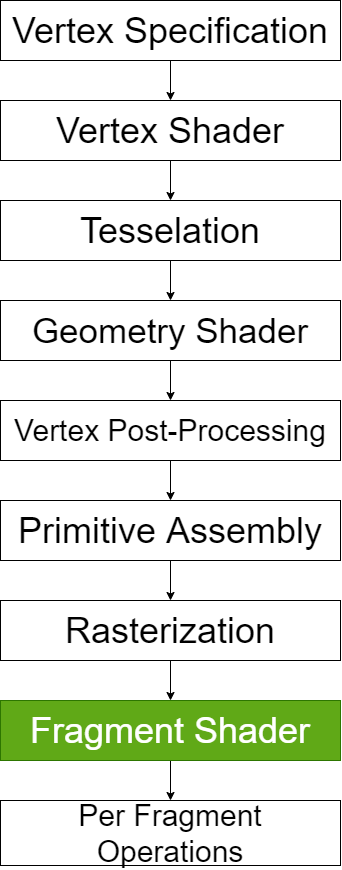 Vertex Specification
Vertex Shader
Tesselation
Geometry Shader
Vertex Post-Processing
Primitive Assembly
Rasterization
Fragment Shader
Per Fragment
Operations